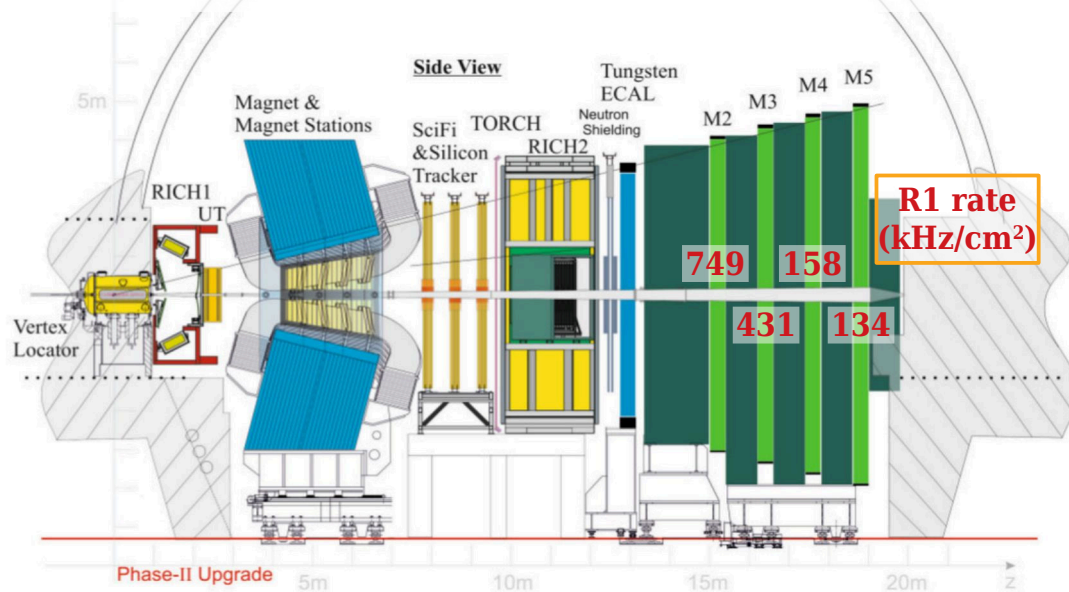 Side View
5m
Magnet &
Magnet Stations
SciFi
&Silicon
Tracker
TORCH
RICH2
Neutron
Shielding
Tungsten
ECAL
M2
M3
M4
M5
RICH1
UT
R1 rate
(kHz/cm²)
749
158
431
134
Vertex
Locator
Phase-II Upgrade
5m
10m
15m
20m
z